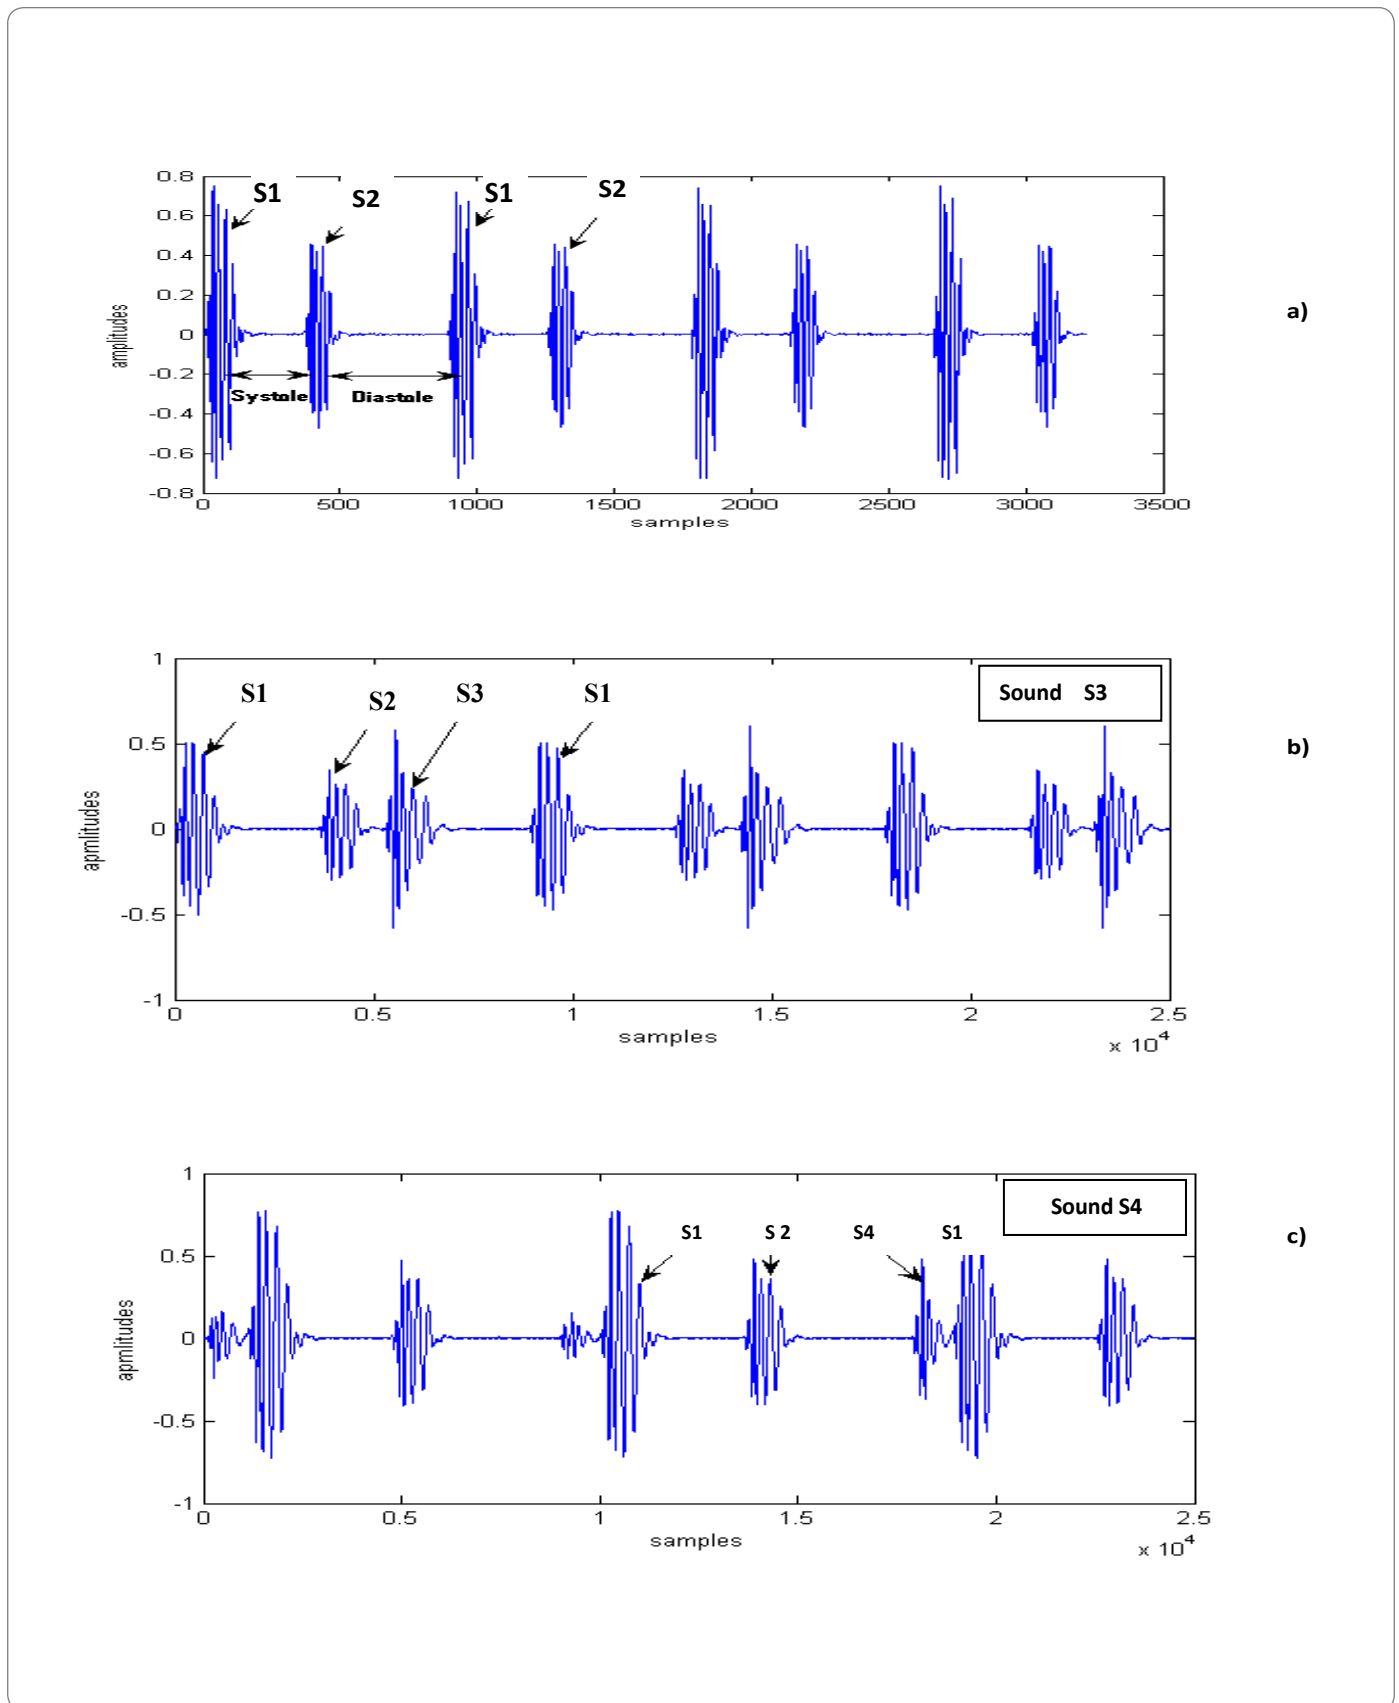 0.8
S1 S2 S1 S2
0.6
0.4
0.2
0
-0.2
-0.4
-0.6
-0.8
amplitudes
a)
Systole Diastole
0 500 1000 1500 2000 2500 3000 3500
samples
1
S1 S2 S3 S1
Sound S3
0.5
0
-0.5
-1
apmlitudes
b)
0 0.5 1 1.5 2 2.5
samples
x 10^4
1
Sound S4
S1 S 2 S4 S1
0.5
0
-0.5
-1
apmlitudes
c)
0 0.5 1 1.5 2 2.5
samples
x 10^4